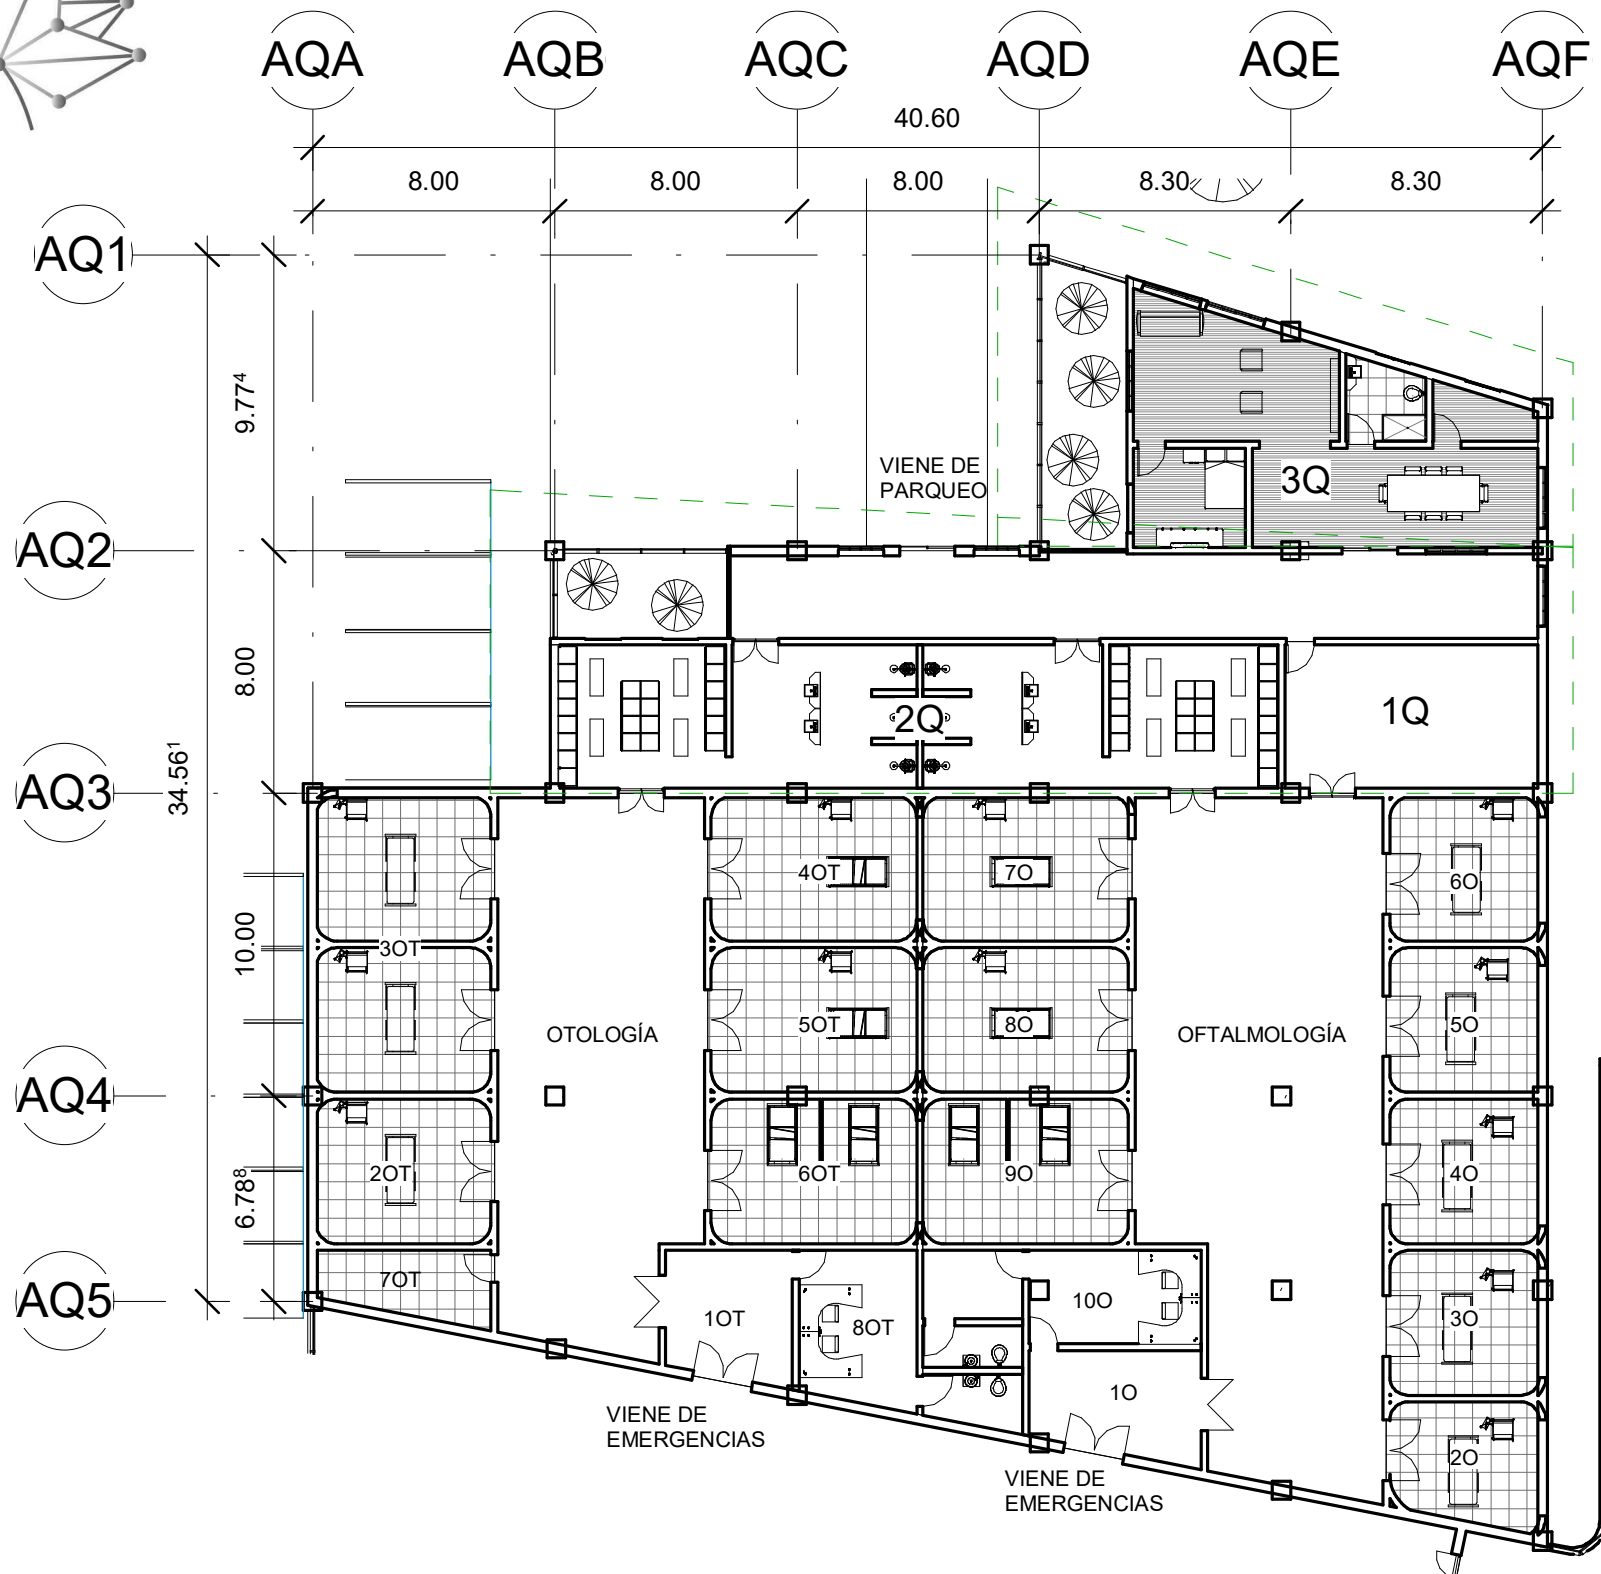 AQA AQB AQC AQD AQE AQF
40.60
8.00 8.00 8.00 8.30 8.30
AQ1
9.77⁴
VIENE DE
PARQUEO
3Q
AQ2
8.00
2Q
1Q
34.56¹
AQ3
4OT
7O
6O
3OT
10.00
5OT
8O
5O
OTOLOGÍA
OFTALMOLOGÍA
AQ4
2OT
6OT
9O
4O
6.78⁸
7OT
AQ5
10O
1OT
8OT
3O
1O
VIENE DE
EMERGENCIAS
2O
VIENE DE
EMERGENCIAS